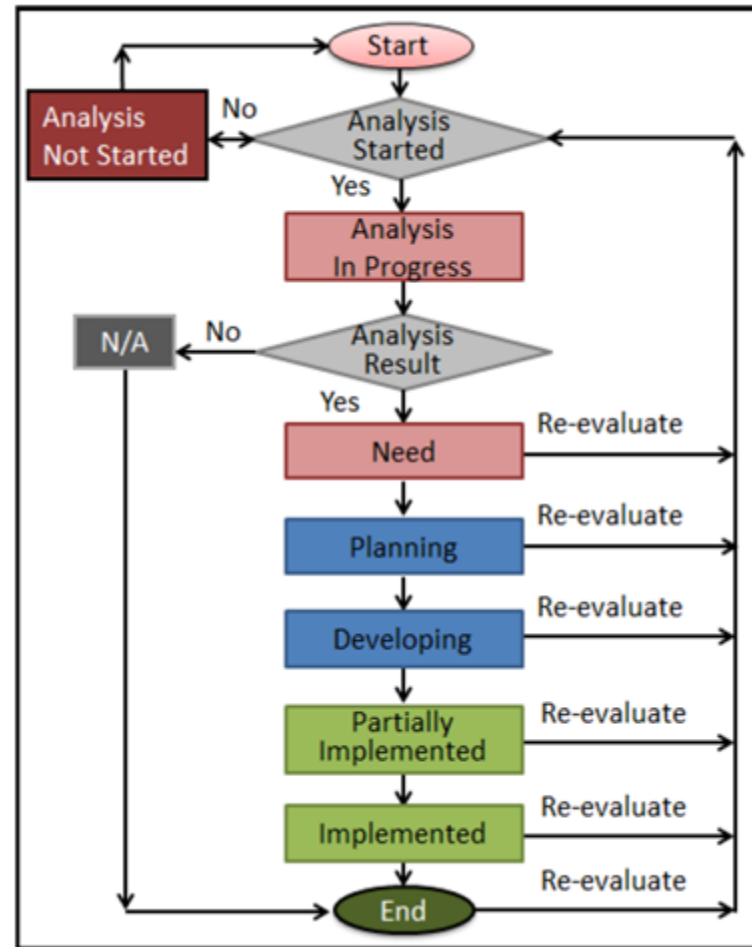 Start
No
Analysis
Not Started
Analysis
Started
Yes
Analysis
In Progress
N/A
No
Analysis
Result
Yes
Need
Re-evaluate
Planning
Re-evaluate
Developing
Re-evaluate
Partially
Implemented
Re-evaluate
Implemented
Re-evaluate
End
Re-evaluate